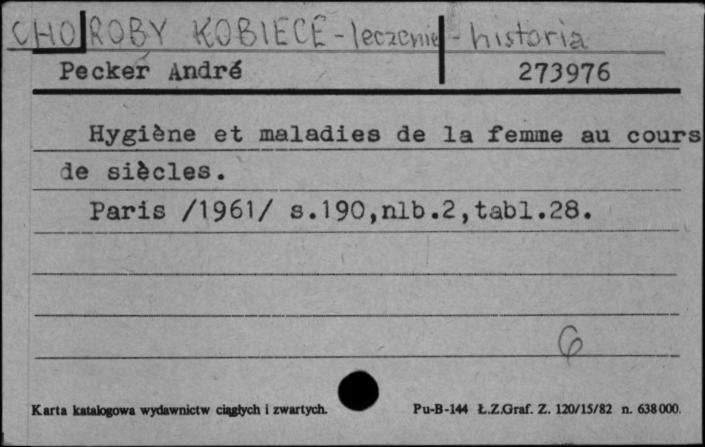 CHOROBY KOBIECE - leczenie - historia
Pecker André 273976
Hygiène et maladies de la femme au cours
de siècles.
Paris /1961/ s.190,nlb.2,tabl.28.
6
Karta katalogowa wydawnictw ciągłych i zwartych. Pu-B-144 Ł.Z.Graf. Z. 120/15/82 n. 638000.